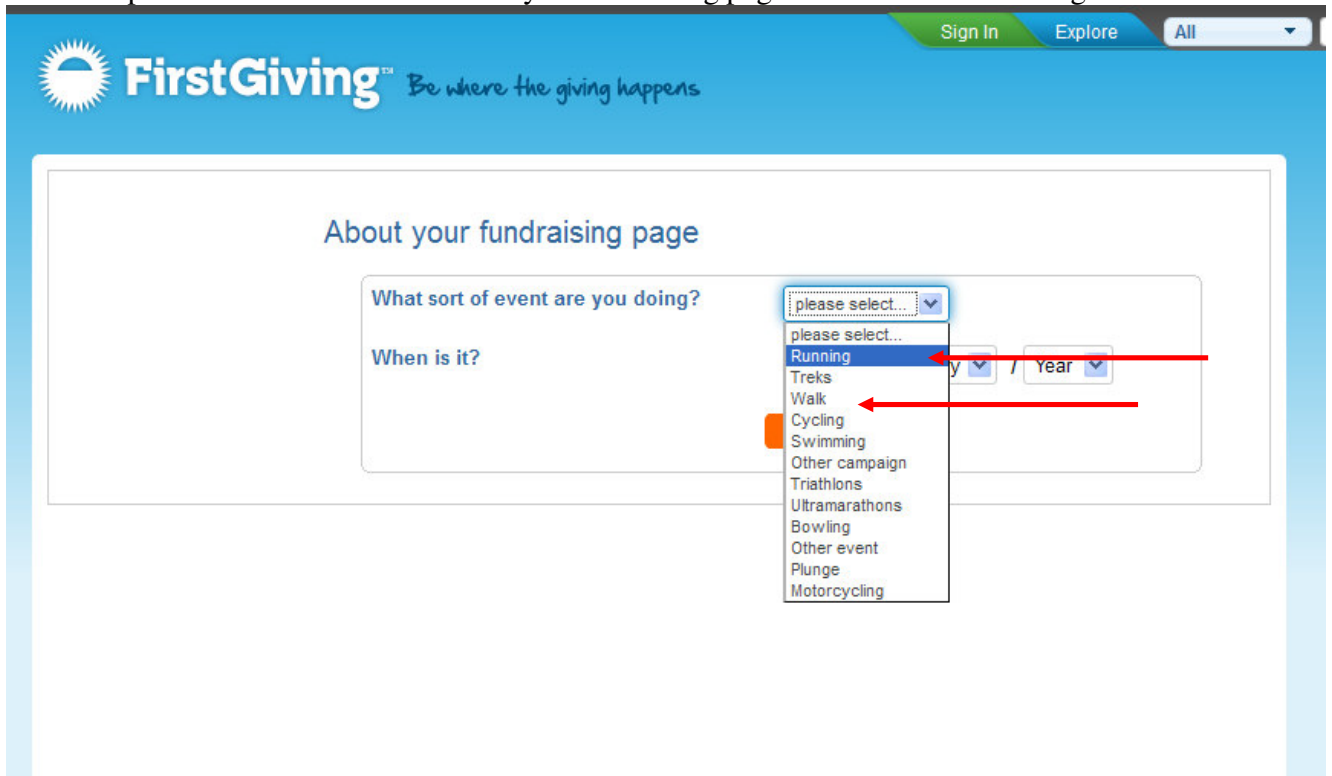 Sign In Explore All
FirstGiving™ Be where the giving happens
About your fundraising page
What sort of event are you doing? please select...
please select...
When is it? Running
y / Year
Treks
Walk
Cycling
Swimming
Other campaign
Triathlons
Ultramarathons
Bowling
Other event
Plunge
Motorcycling